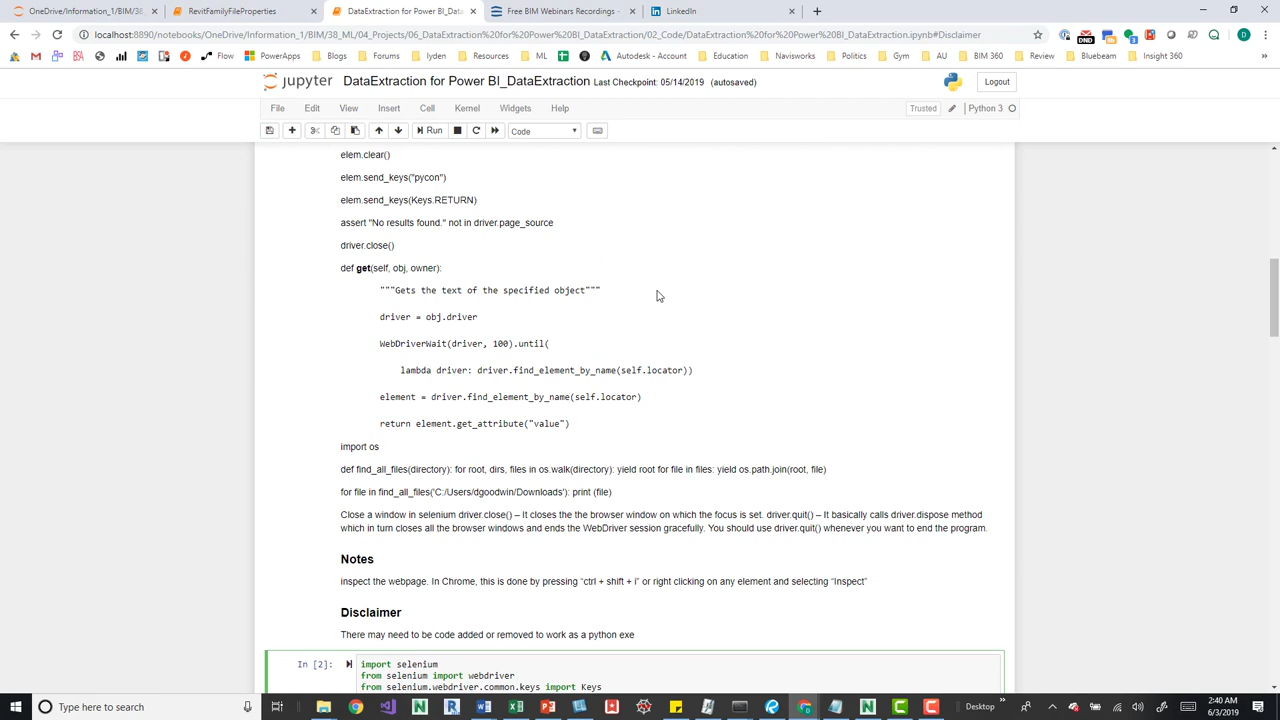 OneDrive/Information_1/BIM/38_
RevitFamilyFileProperties
DataExtraction for Power BI_Data
Free BIM Webinars Recordings –
LinkedIn
localhost:8890/notebooks/OneDrive/Information_1/BIM/38_ML/04_Projects/06_DataExtraction%20for%20Power%20BI_DataExtraction/02_Code/DataExtraction%20for%20Power%20BI_DataExtraction.ipynb#Disclaimer
Flow
PowerApps
Blogs
Forums
lyden
Resources
ML
Autodesk - Account
Education
Navisworks
Politics
Gym
AU
BIM 360
Review
Bluebeam
Insight 360
jupyter DataExtraction for Power BI_DataExtraction Last Checkpoint: 05/14/2019 (autosaved)
Logout
File Edit View Insert Cell Kernel Widgets Help
Trusted
Python 3
Run
Code
elem.clear()
elem.send_keys("pycon")
elem.send_keys(Keys.RETURN)
assert "No results found." not in driver.page_source
driver.close()
def get(self, obj, owner):
"""Gets the text of the specified object"""
driver = obj.driver
WebDriverWait(driver, 100).until(
lambda driver: driver.find_element_by_name(self.locator))
element = driver.find_element_by_name(self.locator)
return element.get_attribute("value")
import os
def find_all_files(directory): for root, dirs, files in os.walk(directory): yield root for file in files: yield os.path.join(root, file)
for file in find_all_files('C:/Users/dgoodwin/Downloads'): print (file)
Close a window in selenium driver.close() – It closes the the browser window on which the focus is set. driver.quit() – It basically calls driver.dispose method
which in turn closes all the browser windows and ends the WebDriver session gracefully. You should use driver.quit() whenever you want to end the program.
Notes
inspect the webpage. In Chrome, this is done by pressing “ctrl + shift + i” or right clicking on any element and selecting “Inspect”
Disclaimer
There may need to be code added or removed to work as a python exe
In [2]:
import selenium
from selenium import webdriver
from selenium.webdriver.common.keys import Keys
Type here to search
Desktop
2:40 AM
6/3/2019